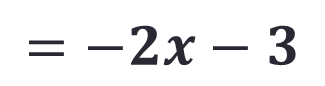 = −2x − 3